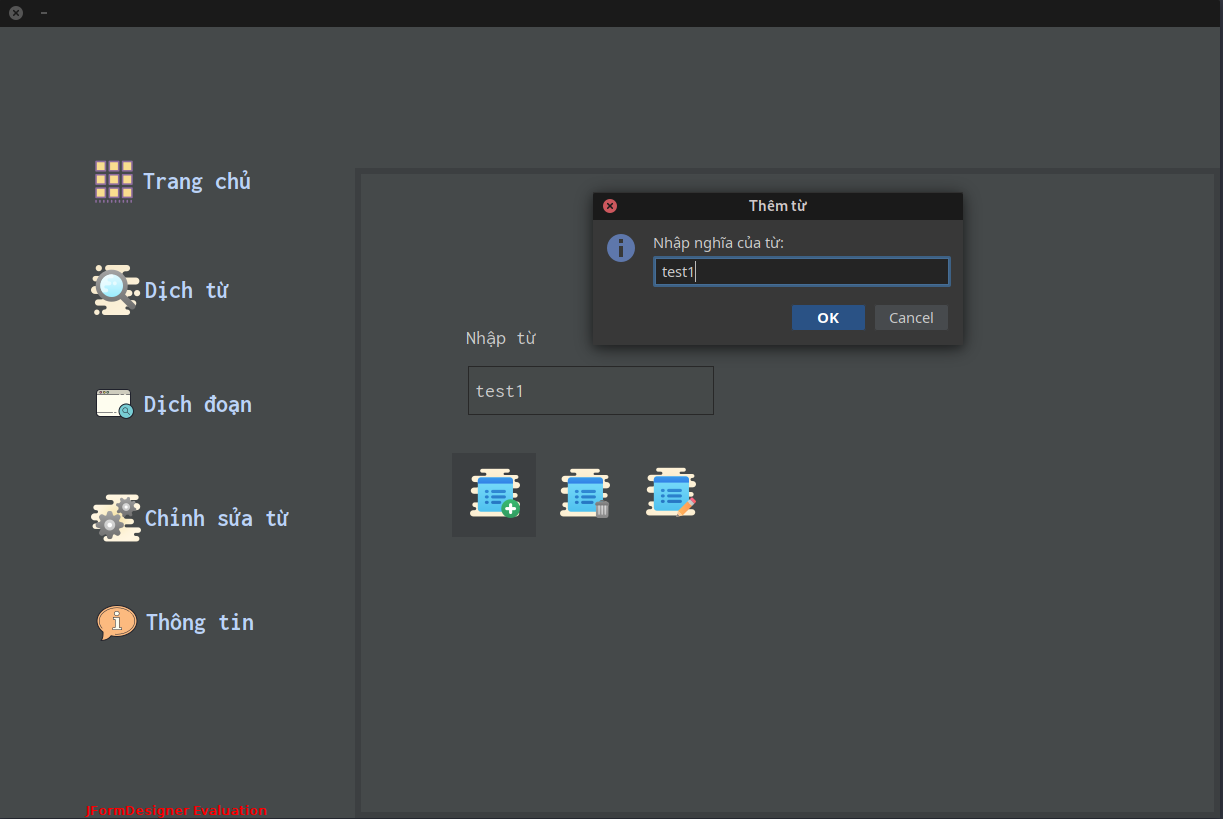 Trang chủ
Dịch từ
Dịch đoạn
Chỉnh sửa từ
Thông tin
Thêm từ
Nhập nghĩa của từ:
test1
OK
Cancel
Nhập từ
test1
JFormDesigner Evaluation